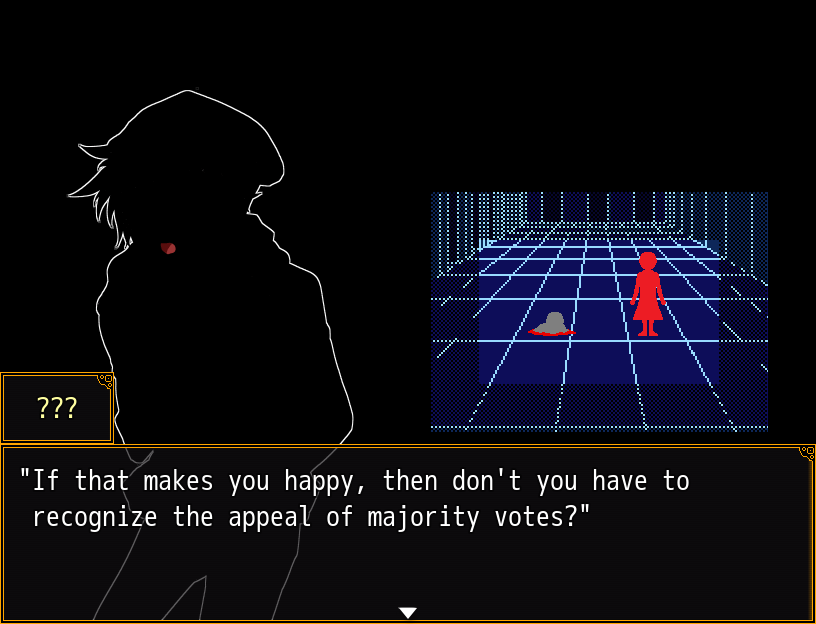 ???
"If that makes you happy, then don't you have to
recognize the appeal of majority votes?"